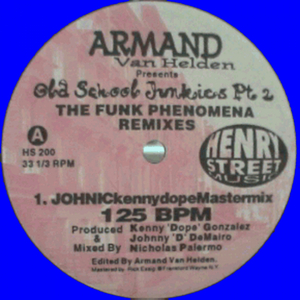 ARMAND
Van Helden
Presents
Old School Junkies Pt 2
THE FUNK PHENOMENA
REMIXES
A
HS 200
33 1/3 RPM
HENRY
STREET
MUSIC
1. JOHNICkennydopeMastermix
125 BPM
Produced Kenny "Dope" Gonzalez
& Johnny "D" DeMairo
Mixed By Nicholas Palermo
Edited By Armand Van Helden.
Mastered by